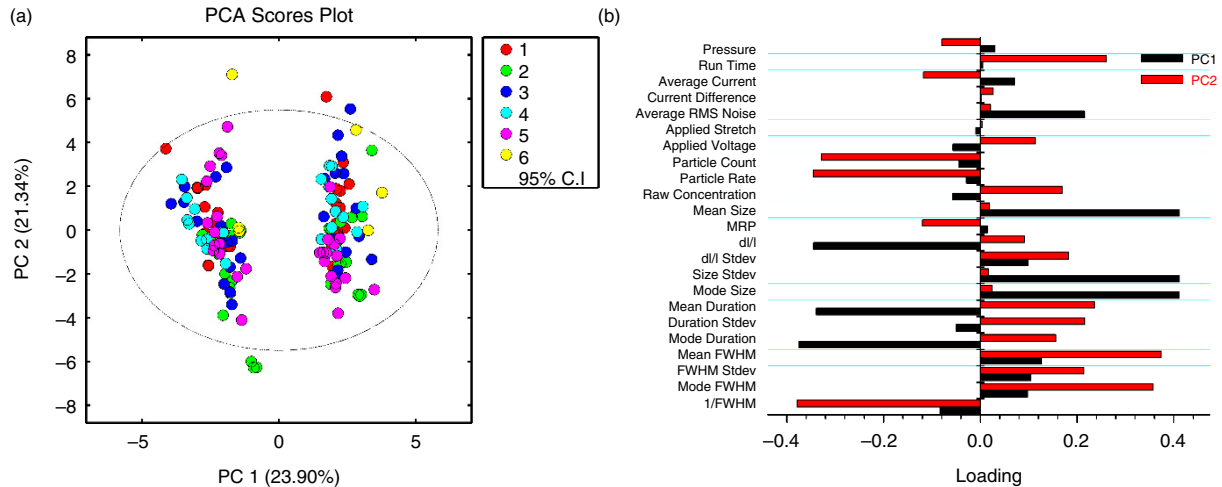 (a)
PCA Scores Plot
8
6
4
2
0
−2
−4
−6
−8
PC 2 (21.34%)
−5
0
5
PC 1 (23.90%)
1
2
3
4
5
6
95% C.I
(b)
Pressure
Run Time
Average Current
Current Difference
Average RMS Noise
Applied Stretch
Applied Voltage
Particle Count
Particle Rate
Raw Concentration
Mean Size
MRP
dI/I
dI/I Stdev
Size Stdev
Mode Size
Mean Duration
Duration Stdev
Mode Duration
Mean FWHM
FWHM Stdev
Mode FWHM
1/FWHM
PC1
PC2
−0.4
−0.2
0.0
0.2
0.4
Loading